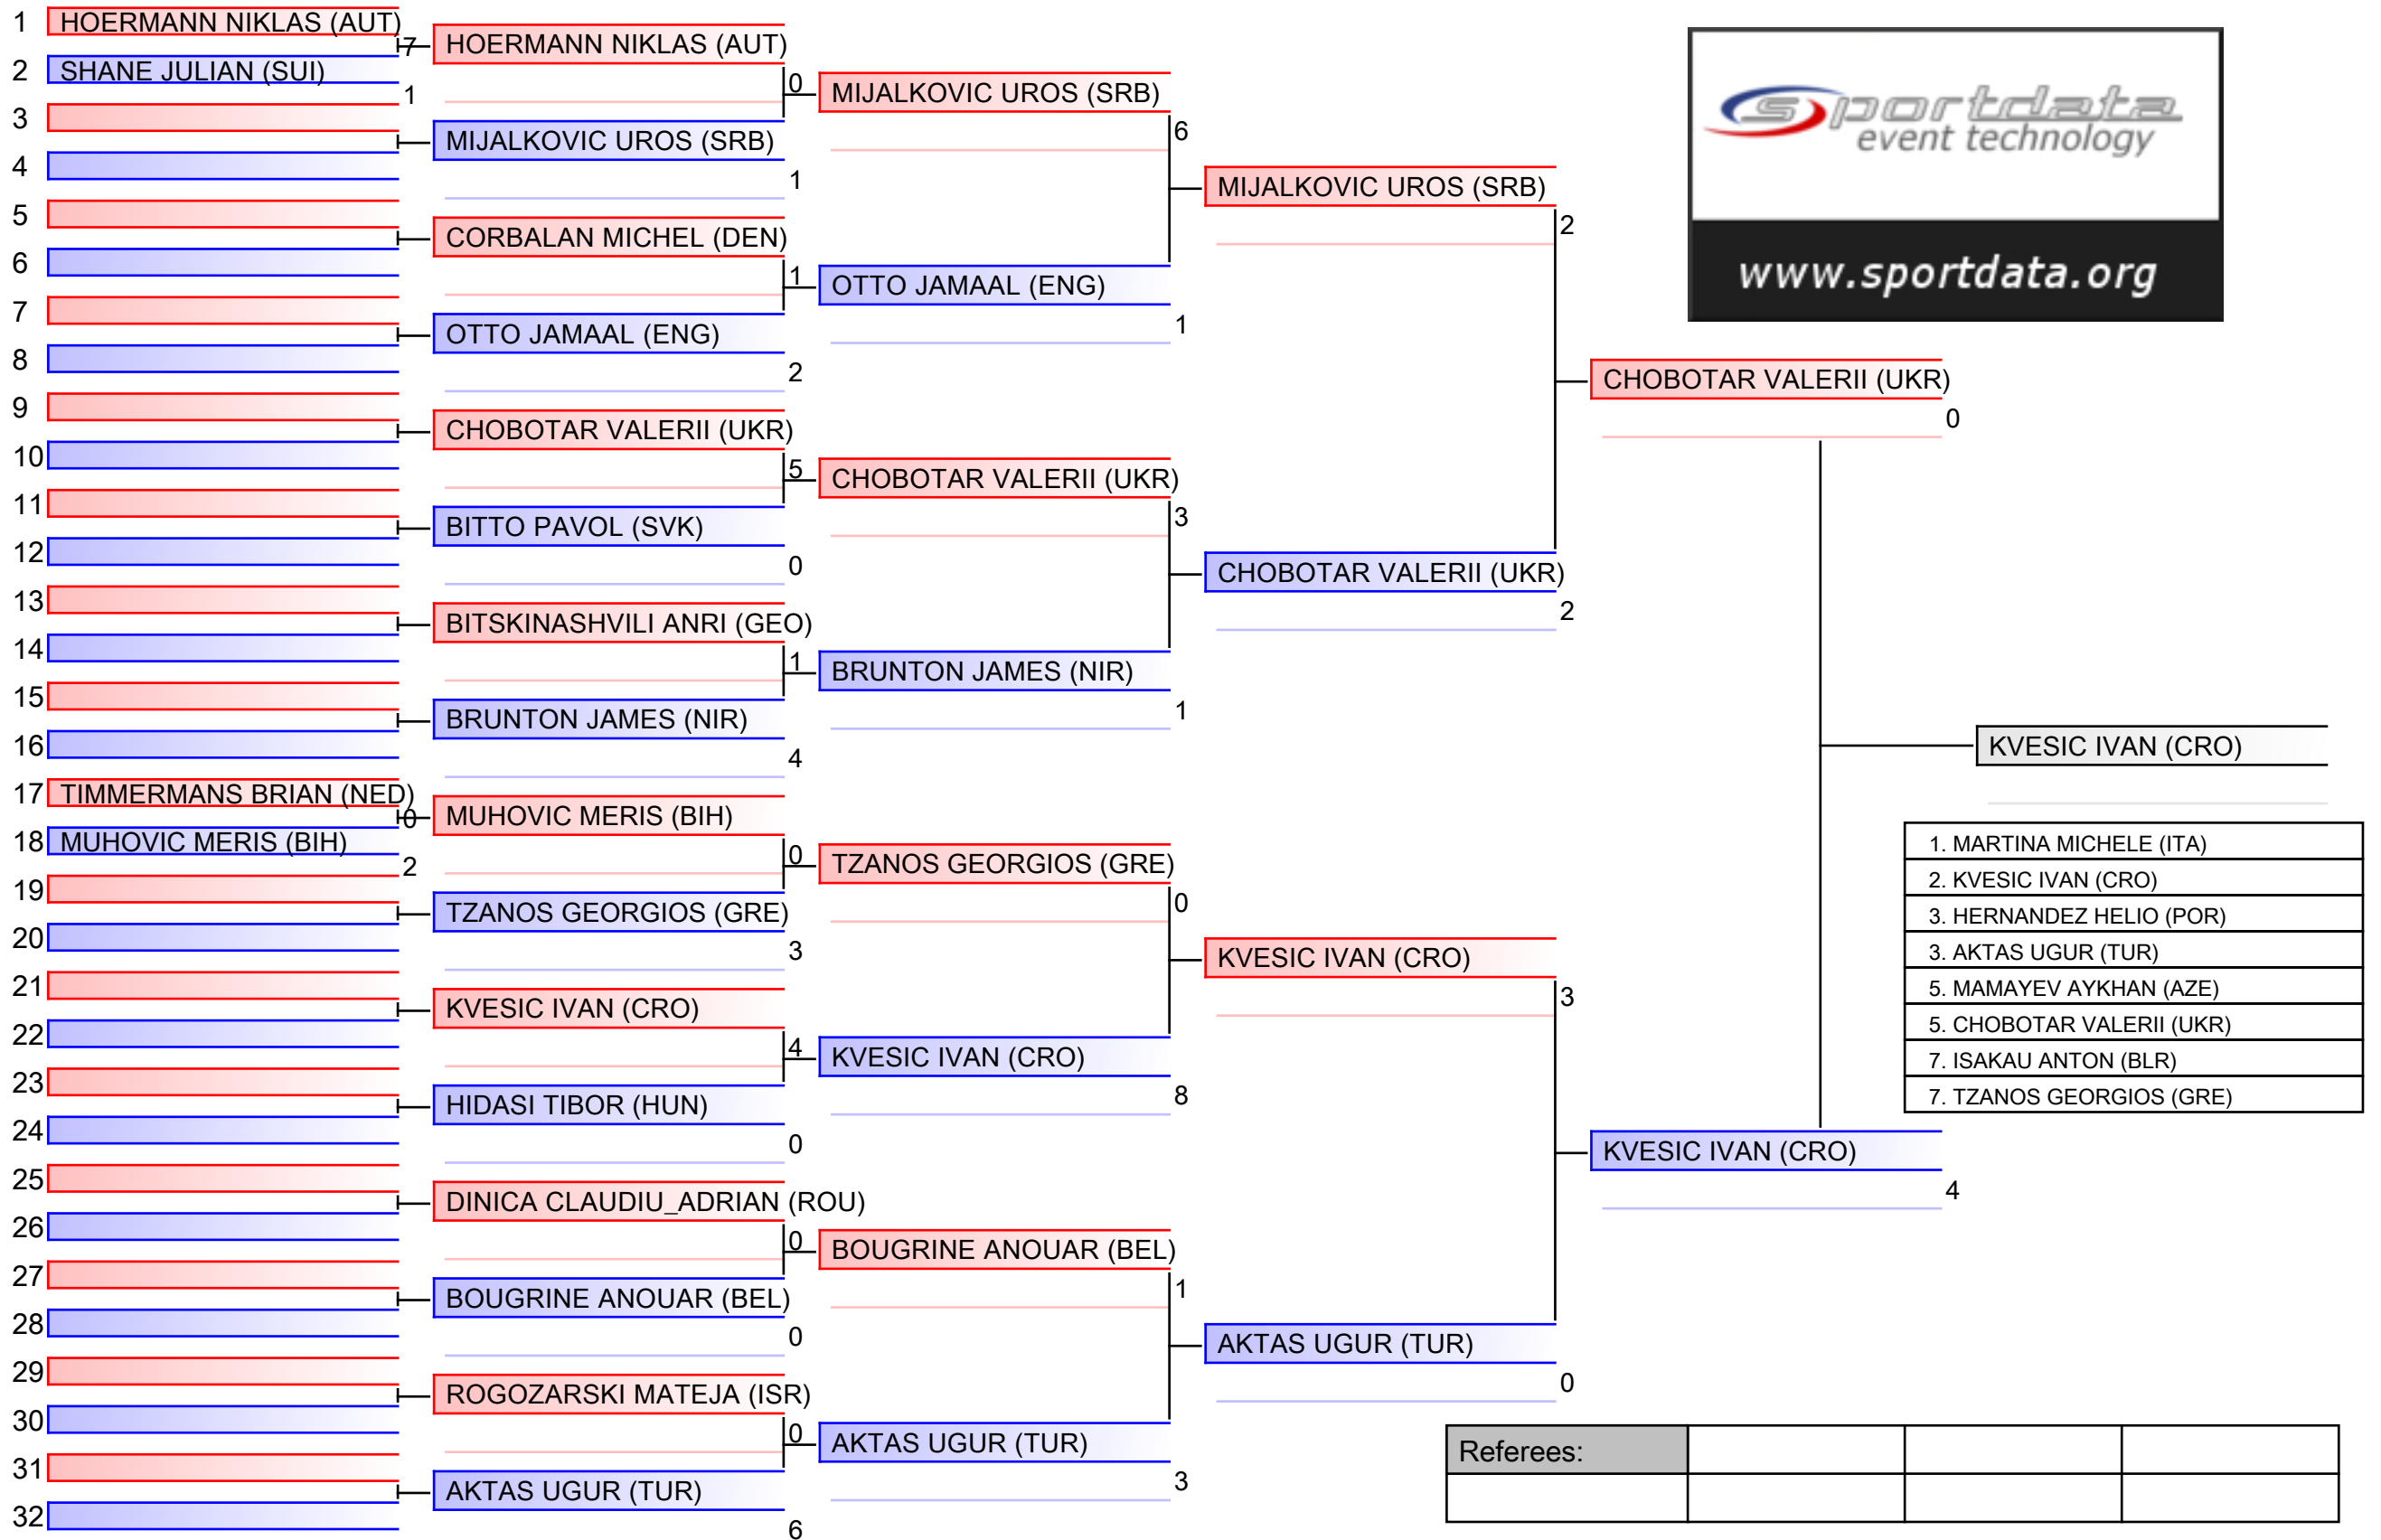 1 HOERMANN NIKLAS (AUT)
7
2 SHANE JULIAN (SUI)
1
3
4
5
6
7
8
9
10
11
12
13
14
15
16
17 TIMMERMANS BRIAN (NED)
0
18 MUHOVIC MERIS (BIH)
2
19
20
21
22
23
24
25
26
27
28
29
30
31
32
HOERMANN NIKLAS (AUT)
0
MIJALKOVIC UROS (SRB)
1
CORBALAN MICHEL (DEN)
1
OTTO JAMAAL (ENG)
2
CHOBOTAR VALERII (UKR)
5
BITTO PAVOL (SVK)
0
BITSKINASHVILI ANRI (GEO)
1
BRUNTON JAMES (NIR)
4
MUHOVIC MERIS (BIH)
0
TZANOS GEORGIOS (GRE)
3
KVESIC IVAN (CRO)
4
HIDASI TIBOR (HUN)
0
DINICA CLAUDIU_ADRIAN (ROU)
0
BOUGRINE ANOUAR (BEL)
0
ROGOZARSKI MATEJA (ISR)
0
AKTAS UGUR (TUR)
6
MIJALKOVIC UROS (SRB)
6
OTTO JAMAAL (ENG)
1
CHOBOTAR VALERII (UKR)
3
BRUNTON JAMES (NIR)
1
TZANOS GEORGIOS (GRE)
0
KVESIC IVAN (CRO)
8
BOUGRINE ANOUAR (BEL)
1
AKTAS UGUR (TUR)
3
MIJALKOVIC UROS (SRB)
2
CHOBOTAR VALERII (UKR)
2
KVESIC IVAN (CRO)
3
AKTAS UGUR (TUR)
0
CHOBOTAR VALERII (UKR)
0
KVESIC IVAN (CRO)
4
KVESIC IVAN (CRO)
sportdata
event technology
www.sportdata.org
1. MARTINA MICHELE (ITA)
2. KVESIC IVAN (CRO)
3. HERNANDEZ HELIO (POR)
3. AKTAS UGUR (TUR)
5. MAMAYEV AYKHAN (AZE)
5. CHOBOTAR VALERII (UKR)
7. ISAKAU ANTON (BLR)
7. TZANOS GEORGIOS (GRE)
Referees: